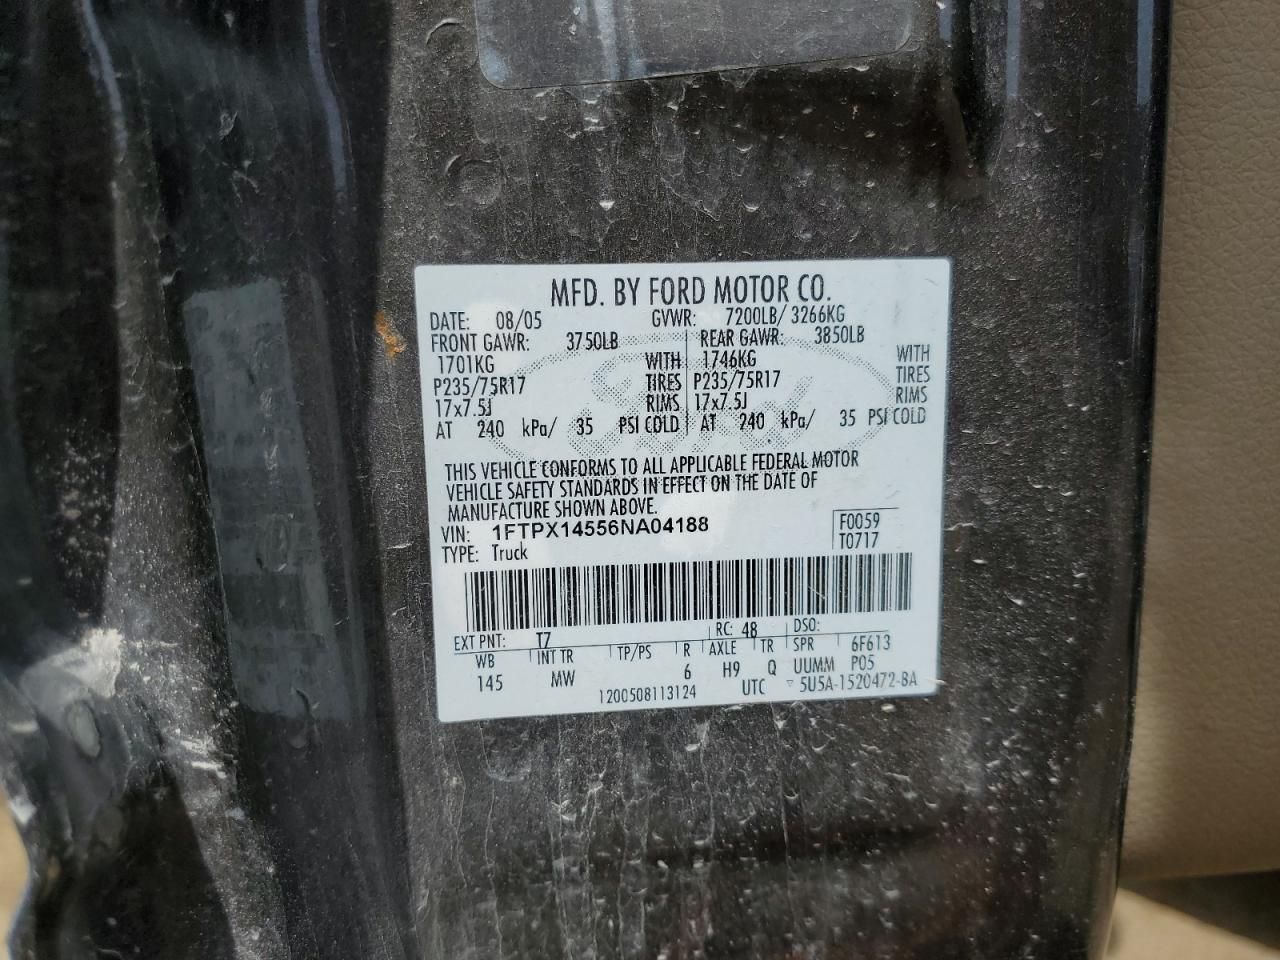 MFD. BY FORD MOTOR CO.
DATE: 08/05 GVWR: 7200LB/ 3266KG
FRONT GAWR: 3750LB REAR GAWR: 3850LB
1701KG WITH 1746KG WITH
P235/75R17 TIRES P235/75R17 TIRES
17x7.5J RIMS 17x7.5J RIMS
AT 240 kPa/ 35 PSI COLD AT 240 kPa/ 35 PSI COLD
THIS VEHICLE CONFORMS TO ALL APPLICABLE FEDERAL MOTOR
VEHICLE SAFETY STANDARDS IN EFFECT ON THE DATE OF
MANUFACTURE SHOWN ABOVE.
VIN: 1FTPX14556NA04188 F0059
TYPE: Truck T0717
EXT PNT: T7 RC: 48 DSO:
WB INT TR TP/PS R AXLE TR SPR 6F613
145 MW 6 H9 Q UUMM P05
1200508113124 UTC 5U5A-1520472-BA